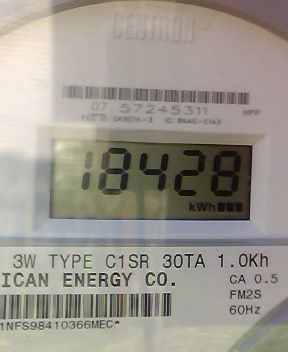 CENTRON
07 57245311 HPP
18428
kWh
3W TYPE C1SR 30TA 1.0Kh
ICAN ENERGY CO. CA 0.5
FM2S
60Hz
1NFS98410366MEC*